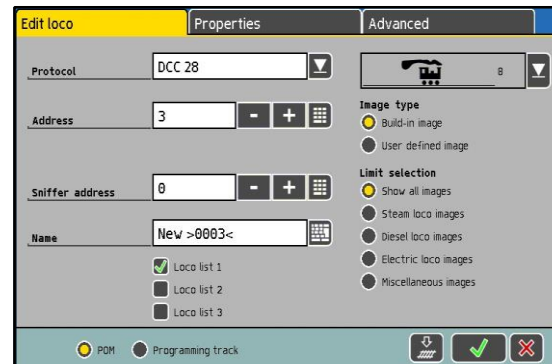 Edit loco
Properties
Advanced
Protocol
DCC 28
8
Address
3
- +
Image type
Build-in image
User defined image
Sniffer address
0
- +
Limit selection
Show all images
Steam loco images
Diesel loco images
Electric loco images
Miscellaneous images
Name
New >0003<
Loco list 1
Loco list 2
Loco list 3
POM
Programming track